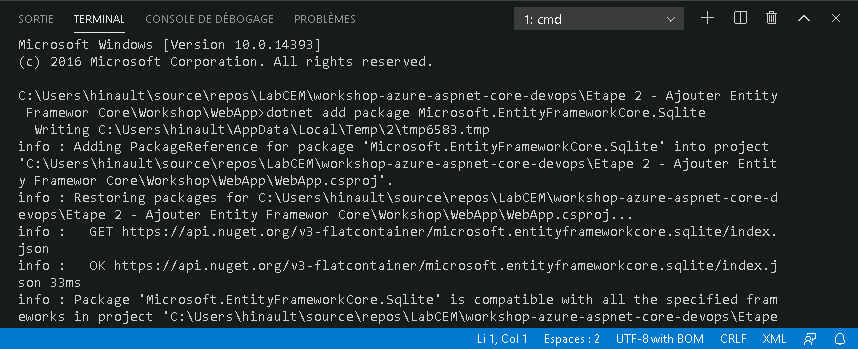 SORTIE TERMINAL CONSOLE DE DÉBOGAGE PROBLÈMES 1: cmd
Microsoft Windows [Version 10.0.14393]
(c) 2016 Microsoft Corporation. All rights reserved.
C:\Users\hinault\source\repos\LabCEM\workshop-azure-aspnet-core-devops\Etape 2 - Ajouter Entity
Framewor Core\Workshop\WebApp>dotnet add package Microsoft.EntityFrameworkCore.Sqlite
Writing C:\Users\hinault\AppData\Local\Temp\2\tmp6583.tmp
info : Adding PackageReference for package 'Microsoft.EntityFrameworkCore.Sqlite' into project
'C:\Users\hinault\source\repos\LabCEM\workshop-azure-aspnet-core-devops\Etape 2 - Ajouter Entit
y Framewor Core\Workshop\WebApp\WebApp.csproj'.
info : Restoring packages for C:\Users\hinault\source\repos\LabCEM\workshop-azure-aspnet-core-d
evops\Etape 2 - Ajouter Entity Framewor Core\Workshop\WebApp\WebApp.csproj...
info :   GET https://api.nuget.org/v3-flatcontainer/microsoft.entityframeworkcore.sqlite/index.
json
info :   OK https://api.nuget.org/v3-flatcontainer/microsoft.entityframeworkcore.sqlite/index.j
son 33ms
info : Package 'Microsoft.EntityFrameworkCore.Sqlite' is compatible with all the specified fram
eworks in project 'C:\Users\hinault\source\repos\LabCEM\workshop-azure-aspnet-core-devops\Etape
Li 1, Col 1 Espaces : 2 UTF-8 with BOM CRLF XML